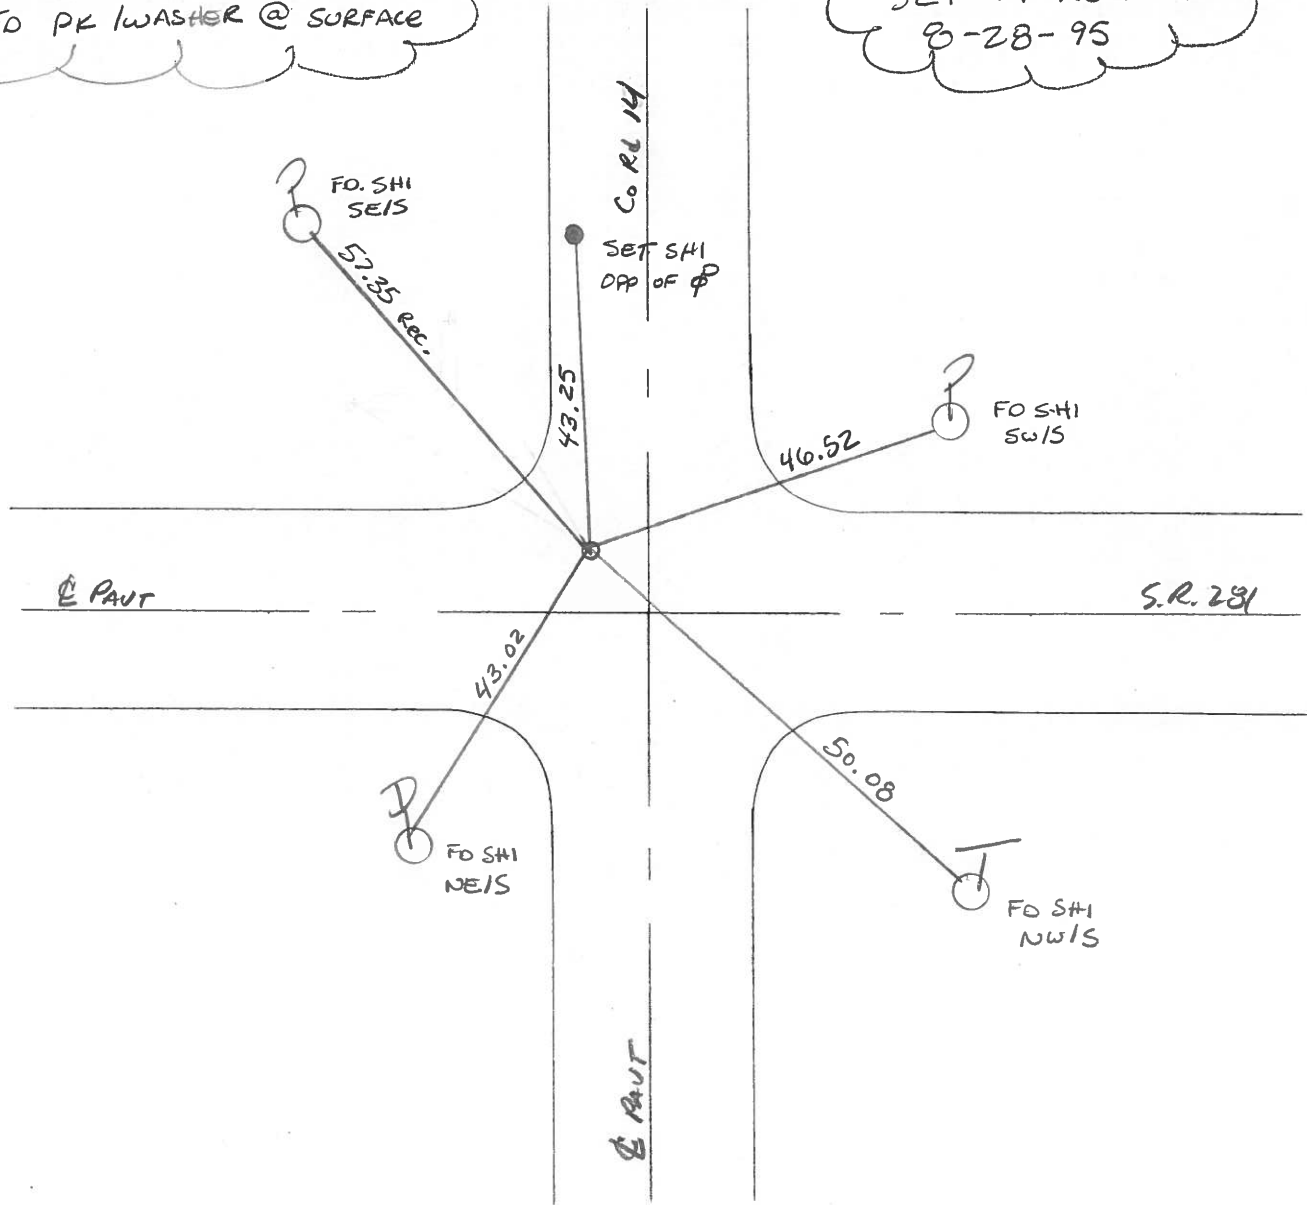 PK /WASHER @ SURFACE
8-28-95
Co Rd 14
FO. SHI
SE/S
57.35 REC.
SET SHI
OPP OF
43.25
FO SHI
SW/S
46.52
℄ PAVT
S.R. 281
43.02
50.08
FO SHI
NE/S
FO SHI
NW/S
℄ PAVT